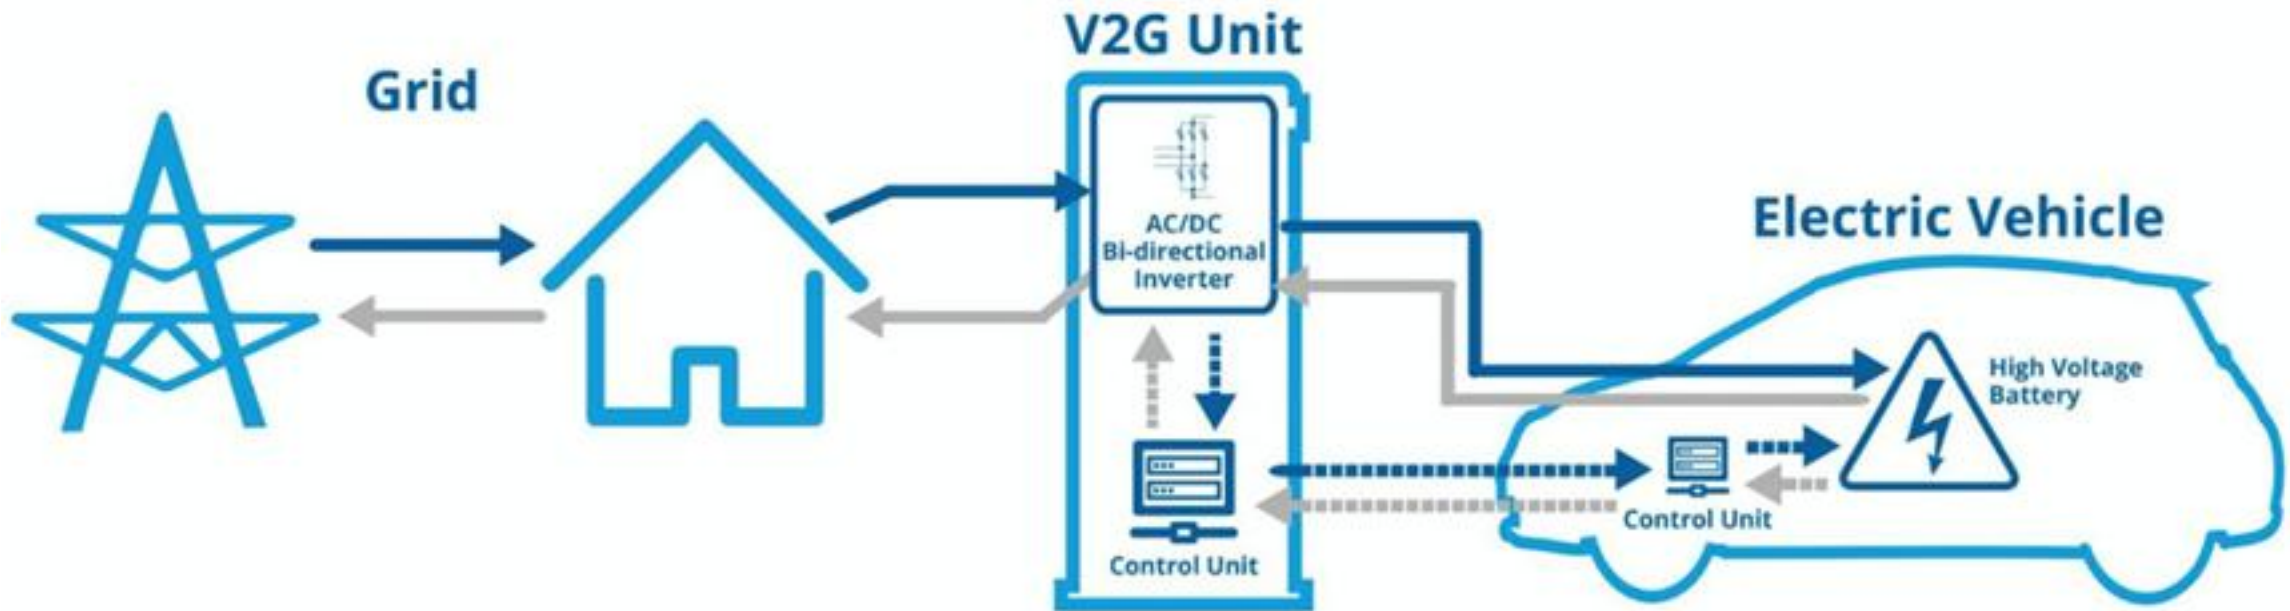 V2G Unit
Grid
AC/DC
Bi-directional
Inverter
Electric Vehicle
High Voltage
Battery
Control Unit
Control Unit